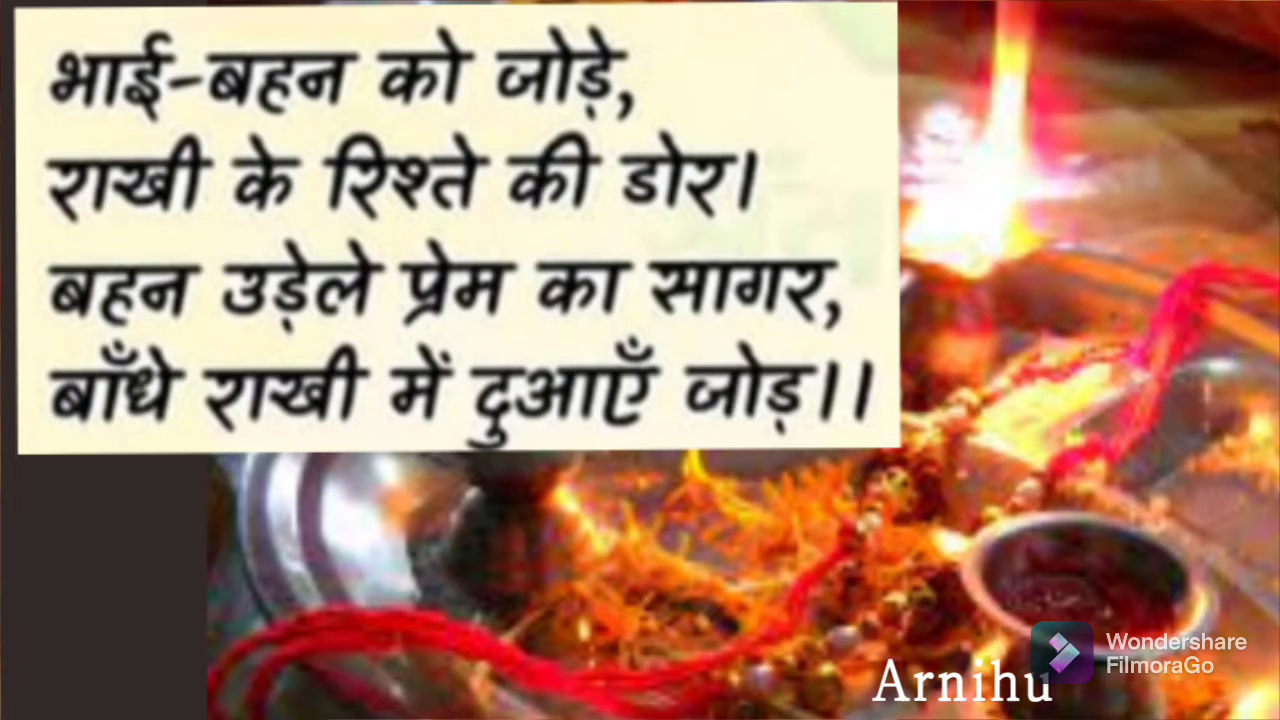 भाई-बहन को जोड़े,
राखी के रिश्ते की डोर।
बहन उड़ेले प्रेम का सागर,
बाँधे राखी में दुआएँ जोड़।।
Arnihu
Wondershare
FilmoraGo